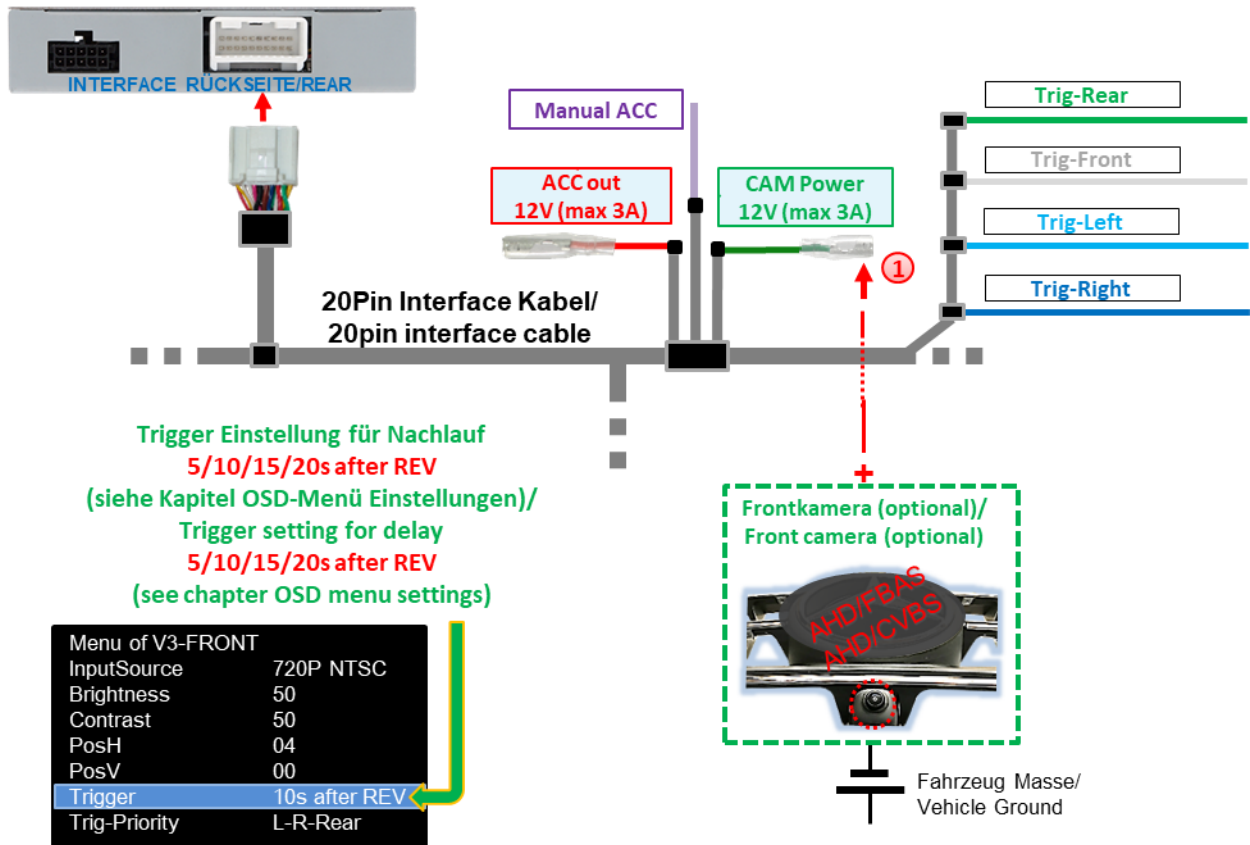 INTERFACE RÜCKSEITE/REAR
Manual ACC
ACC out
12V (max 3A)
CAM Power
12V (max 3A)
Trig-Rear
Trig-Front
Trig-Left
Trig-Right
1
20Pin Interface Kabel/
20pin interface cable
Trigger Einstellung für Nachlauf
5/10/15/20s after REV
(siehe Kapitel OSD-Menü Einstellungen)/
Trigger setting for delay
5/10/15/20s after REV
(see chapter OSD menu settings)
Menu of V3-FRONT
InputSource 720P NTSC
Brightness 50
Contrast 50
PosH 04
PosV 00
Trigger 10s after REV
Trig-Priority L-R-Rear
+
Frontkamera (optional)/
Front camera (optional)
AHD/FBAS
AHD/CVBS
Fahrzeug Masse/
Vehicle Ground